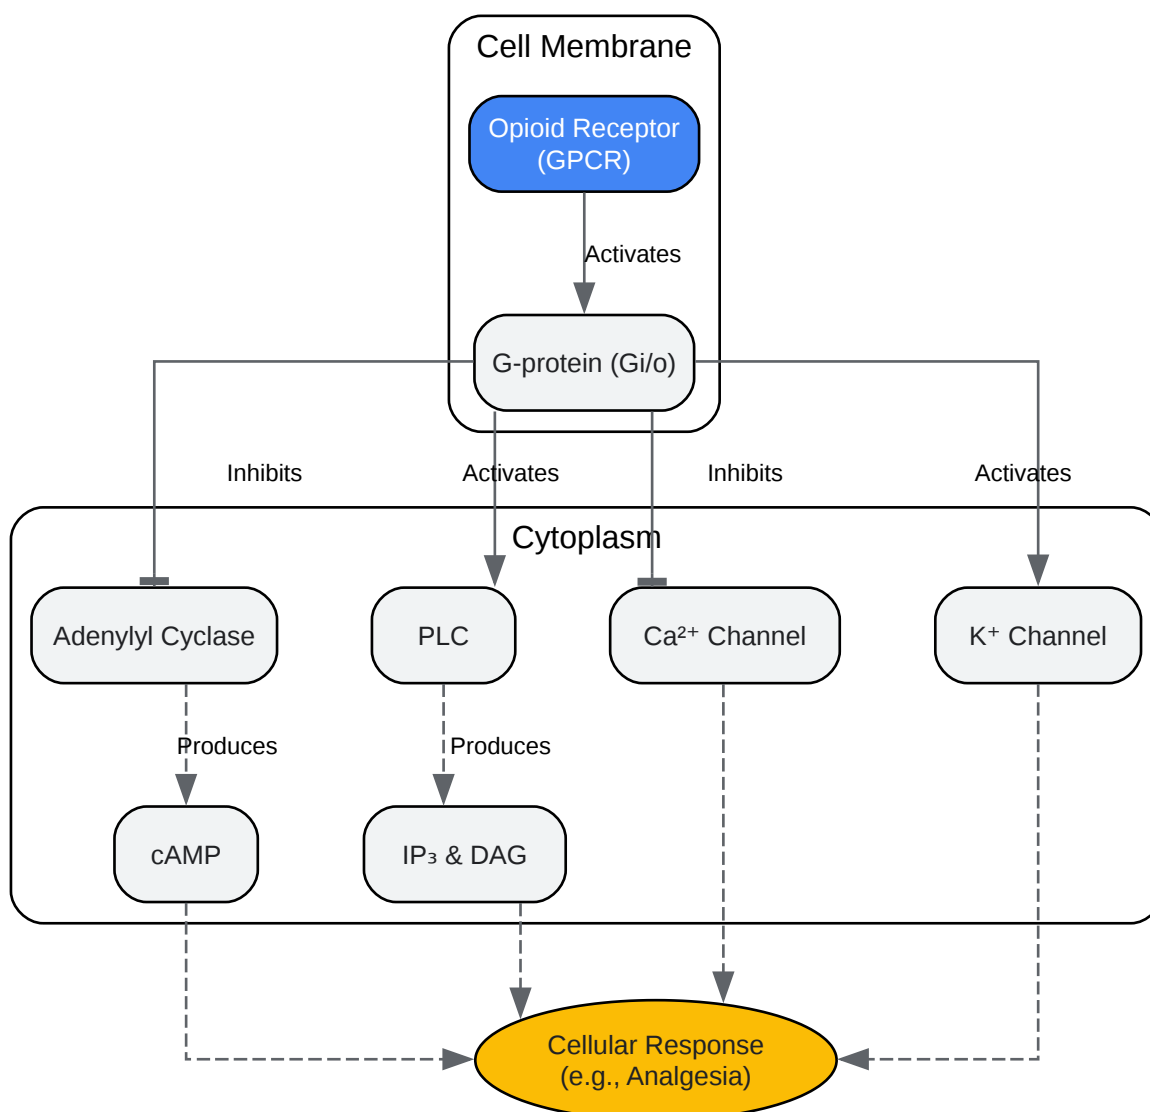 Cell Membrane
Opioid Receptor
(GPCR)
Activates
G-protein (Gi/o)
Inhibits
Activates
Inhibits
Activates
Cytoplasm
Adenylyl Cyclase
PLC
Ca²⁺ Channel
K⁺ Channel
Produces
Produces
cAMP
IP₃ & DAG
Cellular Response
(e.g., Analgesia)